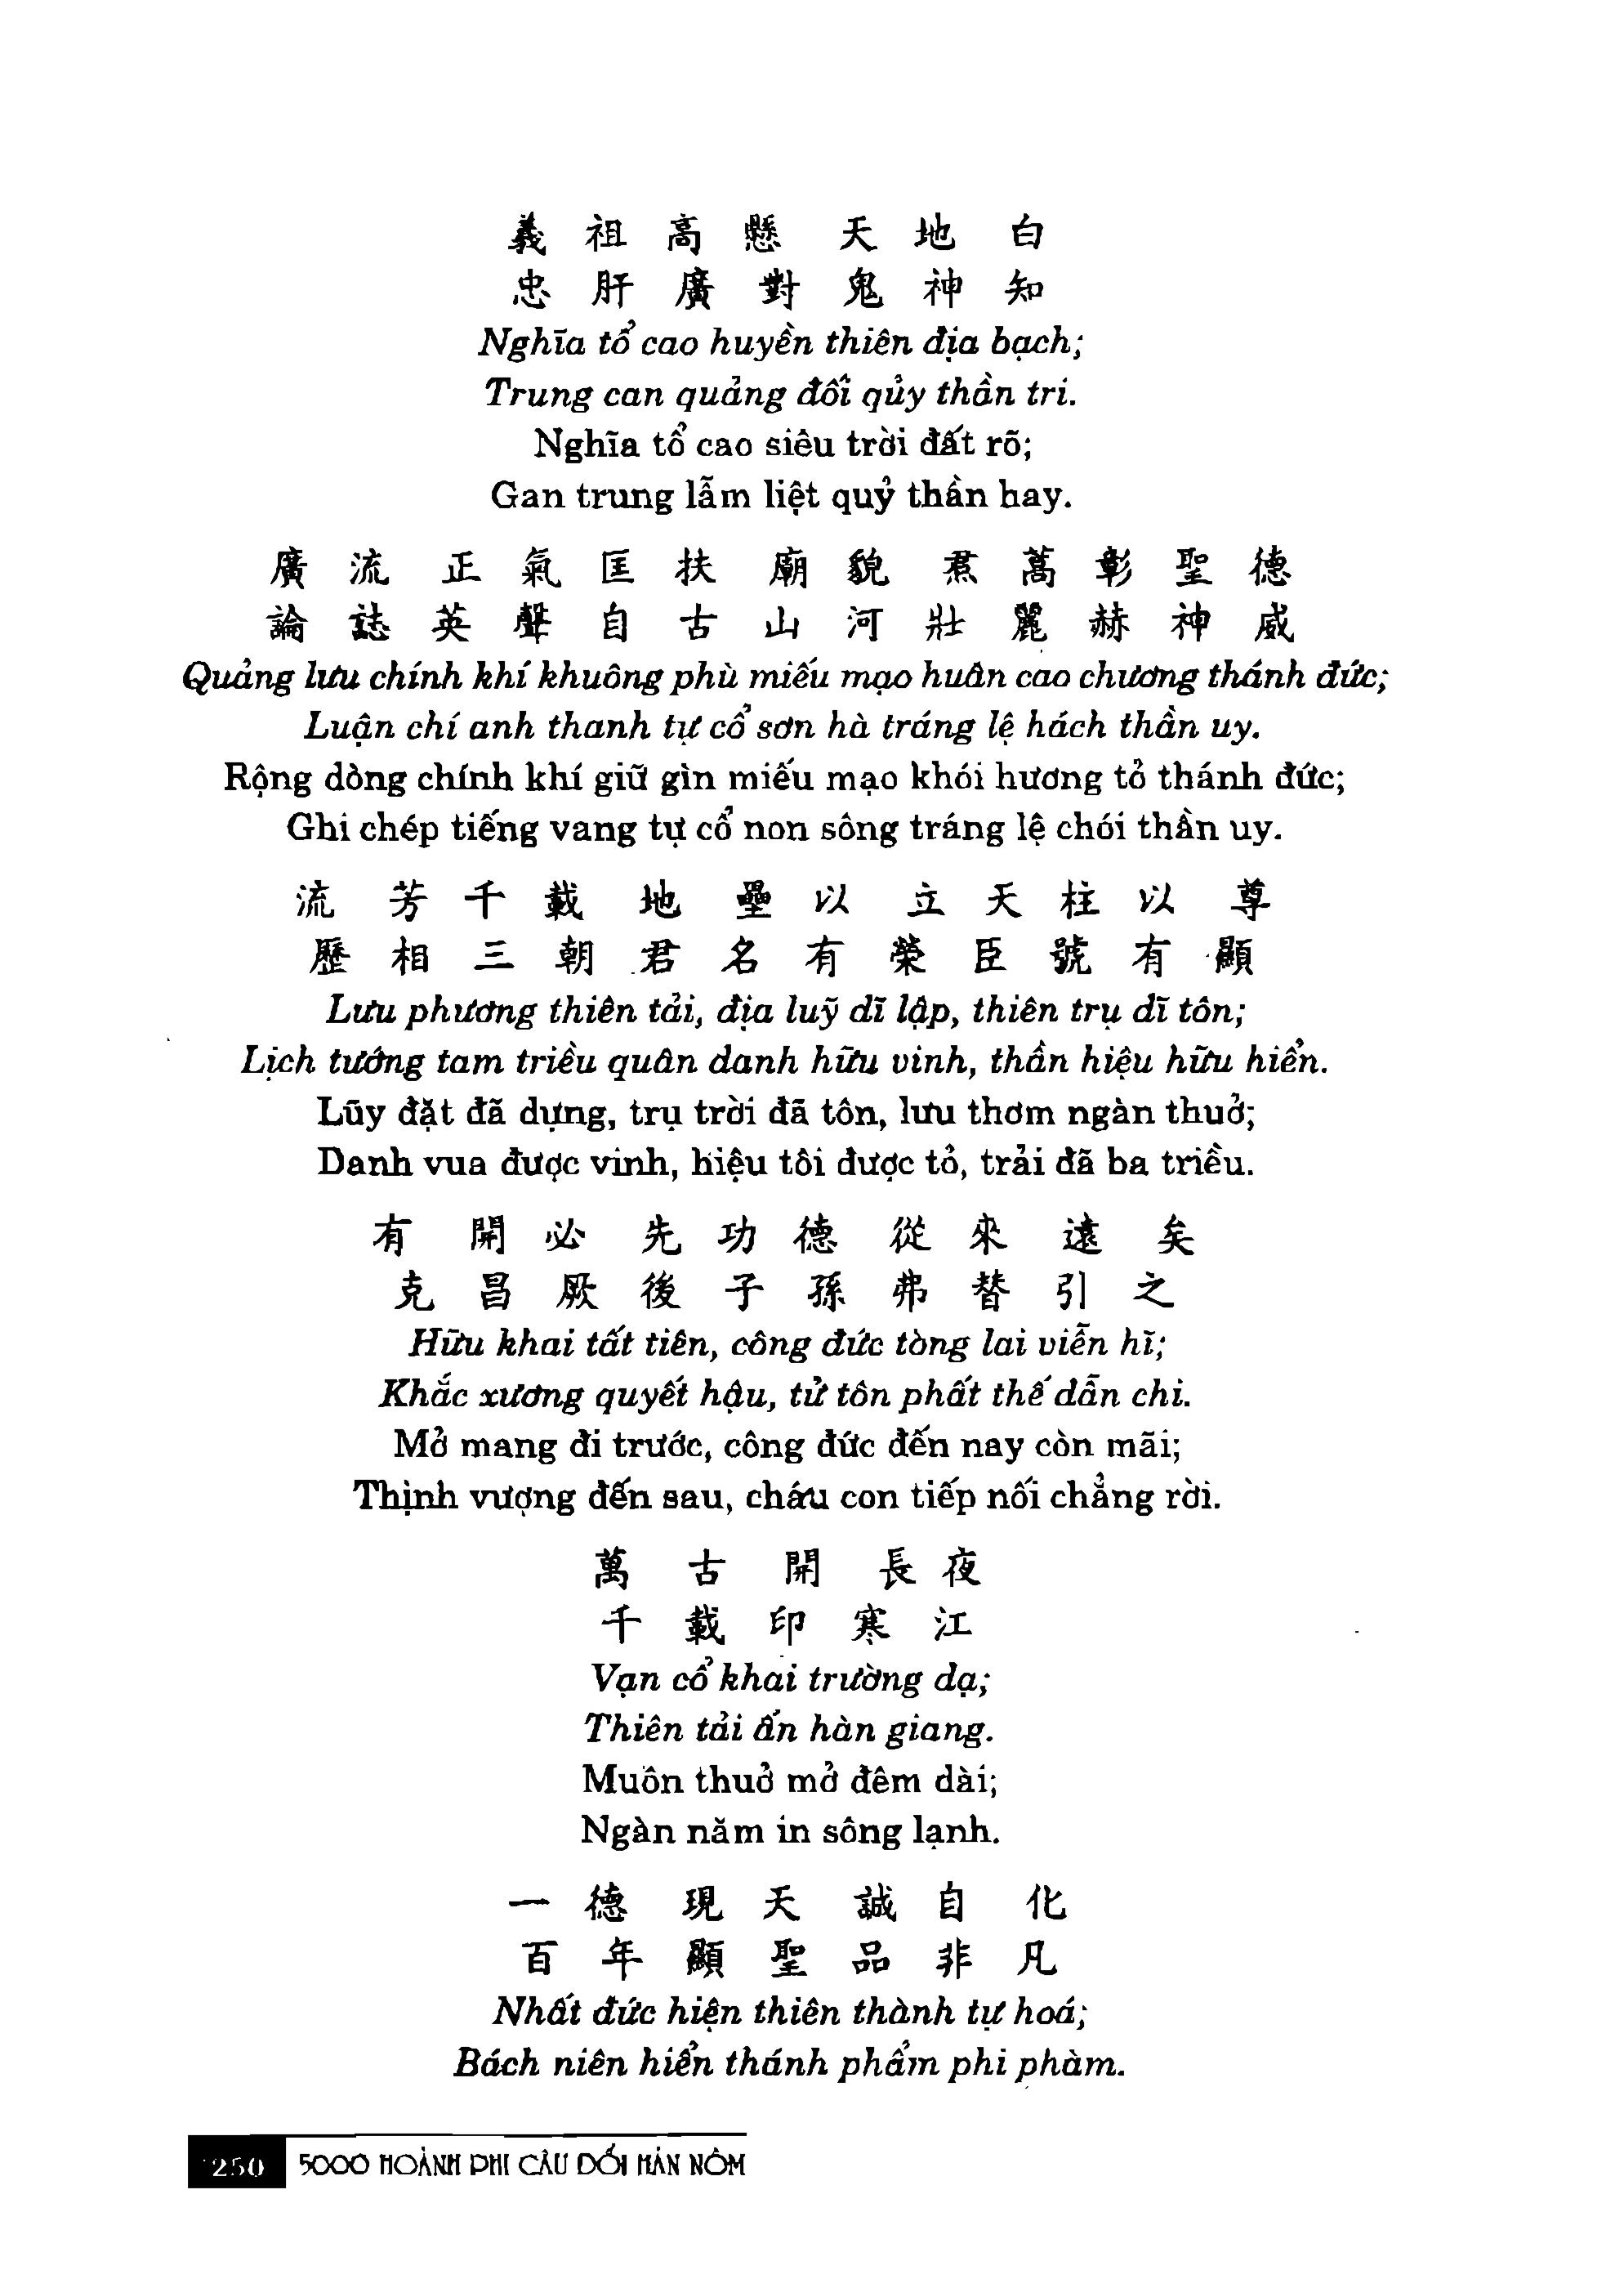 義祖高懸天地白
忠肝廣對鬼神知
Nghĩa tổ cao huyền thiên địa bạch;
Trung can quảng đối qủy thần tri.
Nghĩa tổ cao siêu trời đất rõ;
Gan trung lẫm liệt quỷ thần hay.
廣流正氣匡扶廟貌焄蒿彰聖德
論誌英聲自古山河壯麗赫神威
Quảng lưu chính khí khuông phù miếu mạo huân cao chương thánh đức;
Luận chí anh thanh tự cổ sơn hà tráng lệ hách thần uy.
Rộng dòng chính khí giữ gìn miếu mạo khói hương tỏ thánh đức;
Ghi chép tiếng vang tự cổ non sông tráng lệ chói thần uy.
流芳千載地壘以立天柱以尊
歷相三朝君名有榮臣號有顯
Lưu phương thiên tải, địa luỹ dĩ lập, thiên trụ dĩ tôn;
Lịch tướng tam triều quân danh hữu vinh, thần hiệu hữu hiển.
Lũy đặt đã dựng, trụ trời đã tôn, lưu thơm ngàn thuở;
Danh vua được vinh, hiệu tôi được tỏ, trải đã ba triều.
有開必先功德從來遠矣
克昌厥後子孫弗替引之
Hữu khai tất tiên, công đức tòng lai viễn hĩ;
Khắc xương quyết hậu, tử tôn phất thế dẫn chi.
Mở mang đi trước, công đức đến nay còn mãi;
Thịnh vượng đến sau, cháu con tiếp nối chẳng rời.
萬古開長夜
千載印寒江
Vạn cổ khai trường dạ;
Thiên tải ấn hàn giang.
Muôn thuở mở đêm dài;
Ngàn năm in sông lạnh.
一德現天誠自化
百年顯聖品非凡
Nhất đức hiện thiên thành tự hoá;
Bách niên hiển thánh phẩm phi phàm.
250 5000 HOÀNH PHI CÂU ĐỐI HÁN NÔM